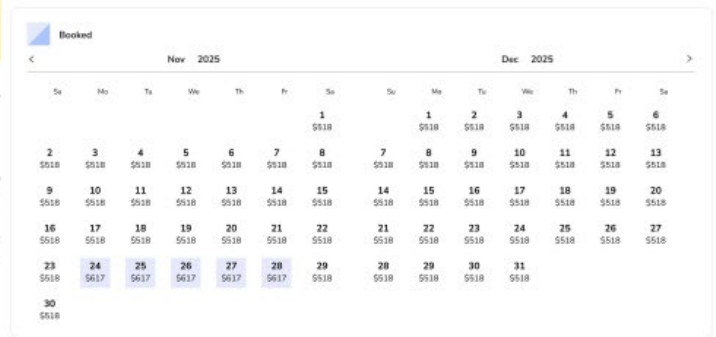 Booked
< Nov 2025 Dec 2025 >
Su Mo Tu We Th Fr Sa Su Mo Tu We Th Fr Sa
1 1 2 3 4 5 6
$518 $518 $518 $518 $518 $518 $518
2 3 4 5 6 7 8 7 8 9 10 11 12 13
$518 $518 $518 $518 $518 $518 $518 $518 $518 $518 $518 $518 $518 $518
9 10 11 12 13 14 15 14 15 16 17 18 19 20
$518 $518 $518 $518 $518 $518 $518 $518 $518 $518 $518 $518 $518 $518
16 17 18 19 20 21 22 21 22 23 24 25 26 27
$518 $518 $518 $518 $518 $518 $518 $518 $518 $518 $518 $518 $518 $518
23 24 25 26 27 28 29 28 29 30 31
$518 $617 $617 $617 $617 $617 $518 $518 $518 $518 $518
30
$518